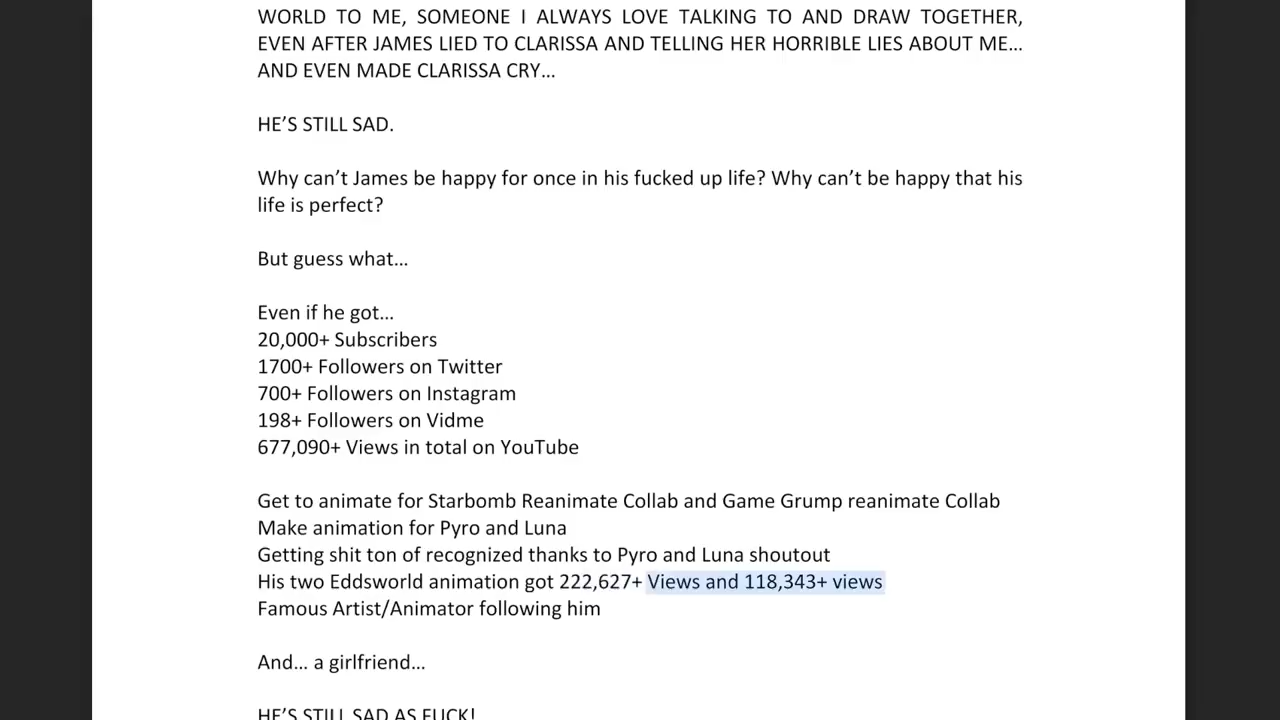 WORLD TO ME, SOMEONE I ALWAYS LOVE TALKING TO AND DRAW TOGETHER,
EVEN AFTER JAMES LIED TO CLARISSA AND TELLING HER HORRIBLE LIES ABOUT ME…
AND EVEN MADE CLARISSA CRY…
HE’S STILL SAD.
Why can’t James be happy for once in his fucked up life? Why can’t be happy that his
life is perfect?
But guess what…
Even if he got…
20,000+ Subscribers
1700+ Followers on Twitter
700+ Followers on Instagram
198+ Followers on Vidme
677,090+ Views in total on YouTube
Get to animate for Starbomb Reanimate Collab and Game Grump reanimate Collab
Make animation for Pyro and Luna
Getting shit ton of recognized thanks to Pyro and Luna shoutout
His two Eddsworld animation got 222,627+ Views and 118,343+ views
Famous Artist/Animator following him
And… a girlfriend…
HE’S STILL SAD AS FUCK!